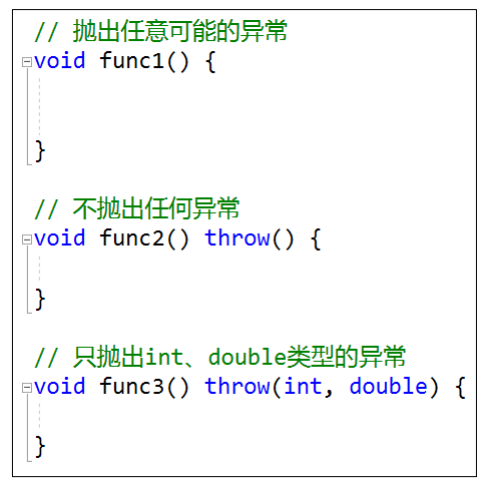 // 抛出任意可能的异常
void func1() {
}
// 不抛出任何异常
void func2() throw() {
}
// 只抛出int、double类型的异常
void func3() throw(int, double) {
}